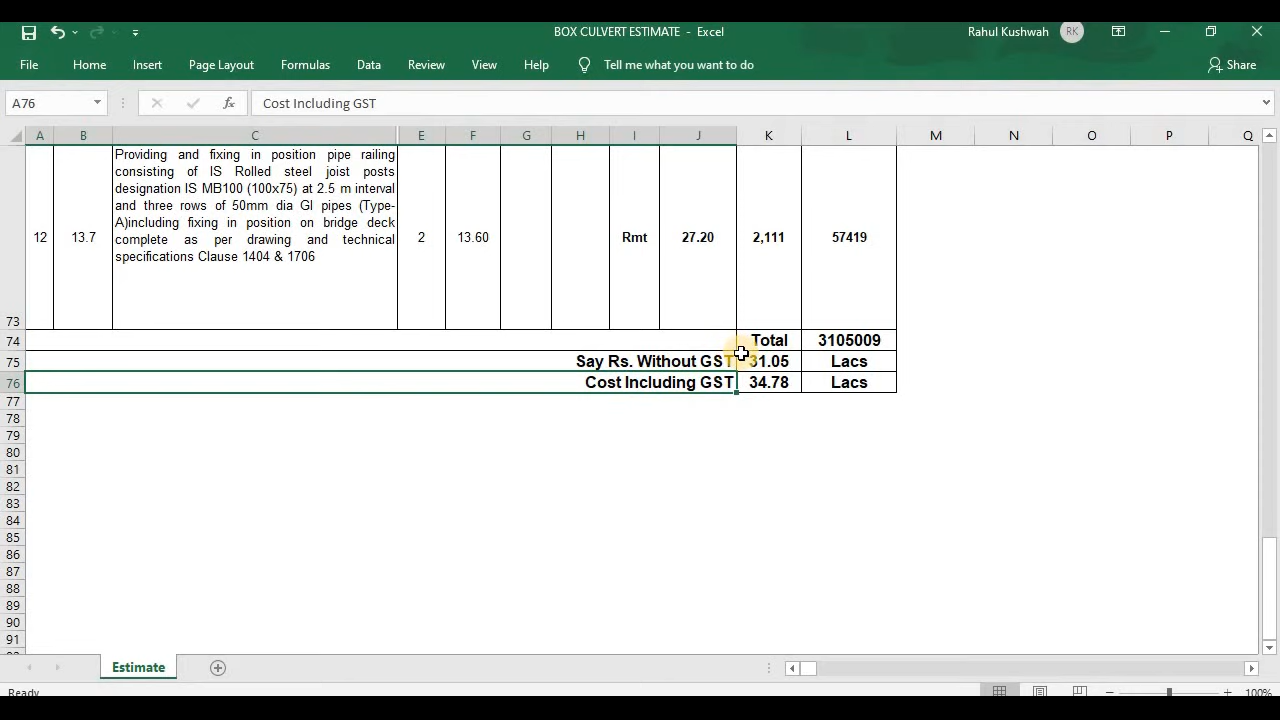 BOX CULVERT ESTIMATE - Excel
Rahul Kushwah RK
File Home Insert Page Layout Formulas Data Review View Help Tell me what you want to do Share
A76 fx Cost Including GST
A B C E F G H I J K L M N O P Q
Providing and fixing in position pipe railing
consisting of IS Rolled steel joist posts
designation IS MB100 (100x75) at 2.5 m interval
and three rows of 50mm dia GI pipes (Type-
A)including fixing in position on bridge deck
complete as per drawing and technical
specifications Clause 1404 & 1706
12 13.7 2 13.60 Rmt 27.20 2,111 57419
73
74 Total 3105009
75 Say Rs. Without GST 31.05 Lacs
76 Cost Including GST 34.78 Lacs
77
78
79
80
81
82
83
84
85
86
87
88
89
90
91
Estimate
Ready 100%